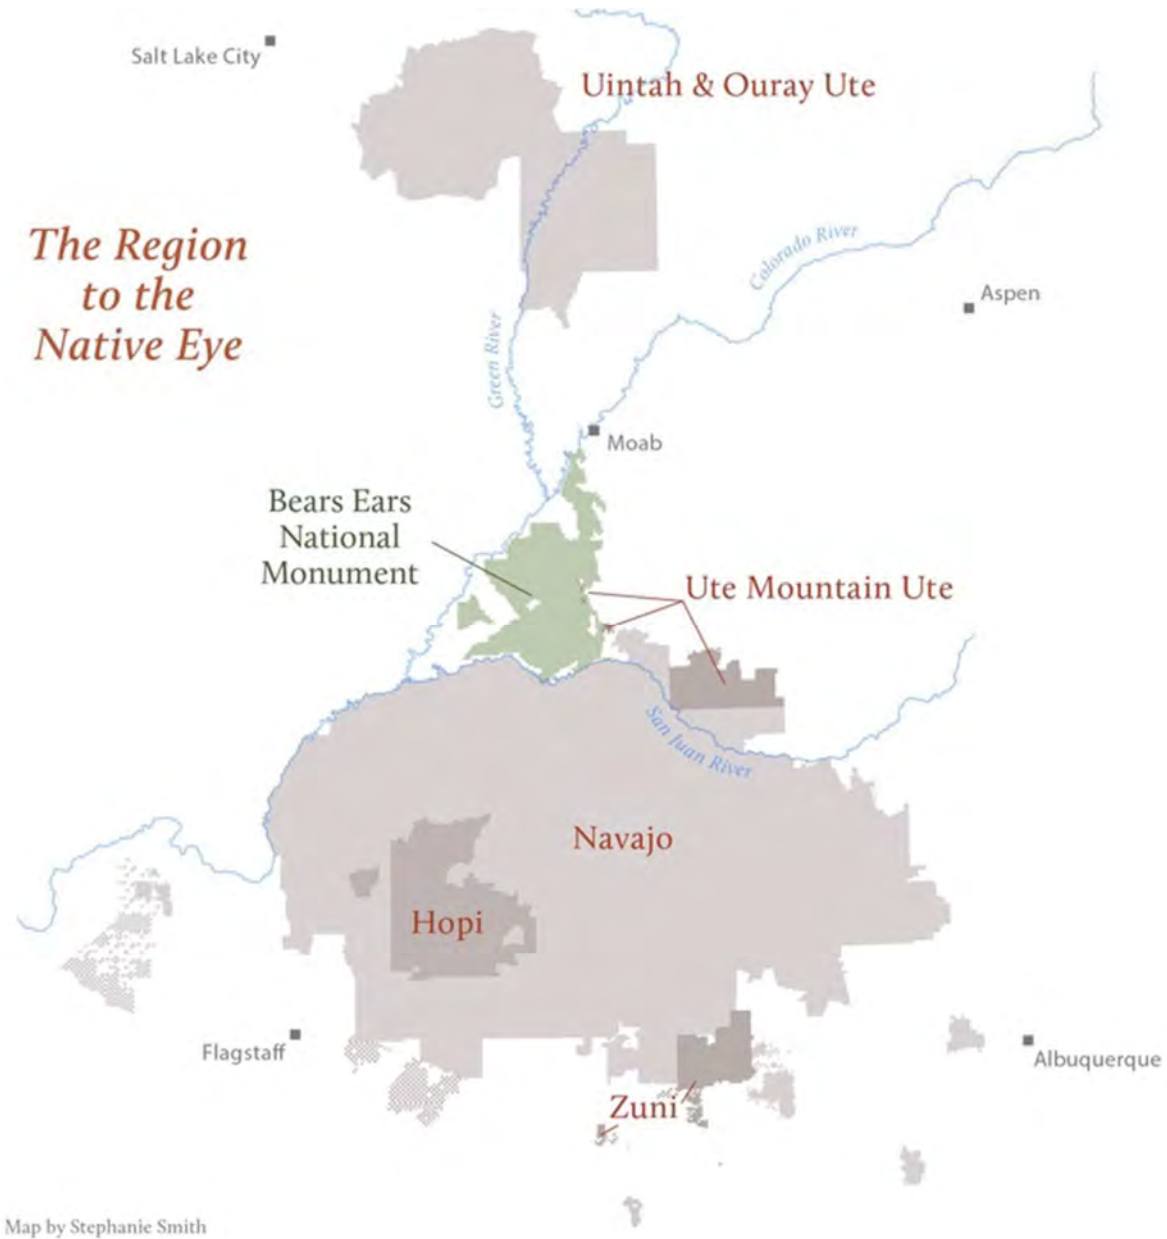 Salt Lake City
Uintah & Ouray Ute
The Region
to the
Native Eye
Colorado River
Aspen
Green River
Moab
Bears Ears
National
Monument
Ute Mountain Ute
San Juan River
Navajo
Hopi
Flagstaff
Albuquerque
Zuni
Map by Stephanie Smith